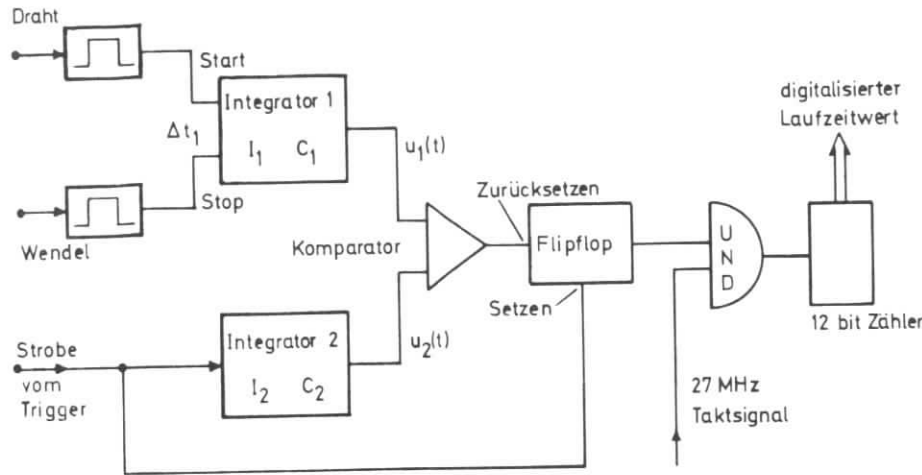 Draht
Start
Integrator 1
I₁ C₁
Δt₁
Stop
Wendel
u₁(t)
Komparator
Zurücksetzen
Flipflop
Setzen
UND
digitalisierter
Laufzeitwert
12 bit Zähler
Strobe
vom
Trigger
Integrator 2
I₂ C₂
u₂(t)
27 MHz
Taktsignal